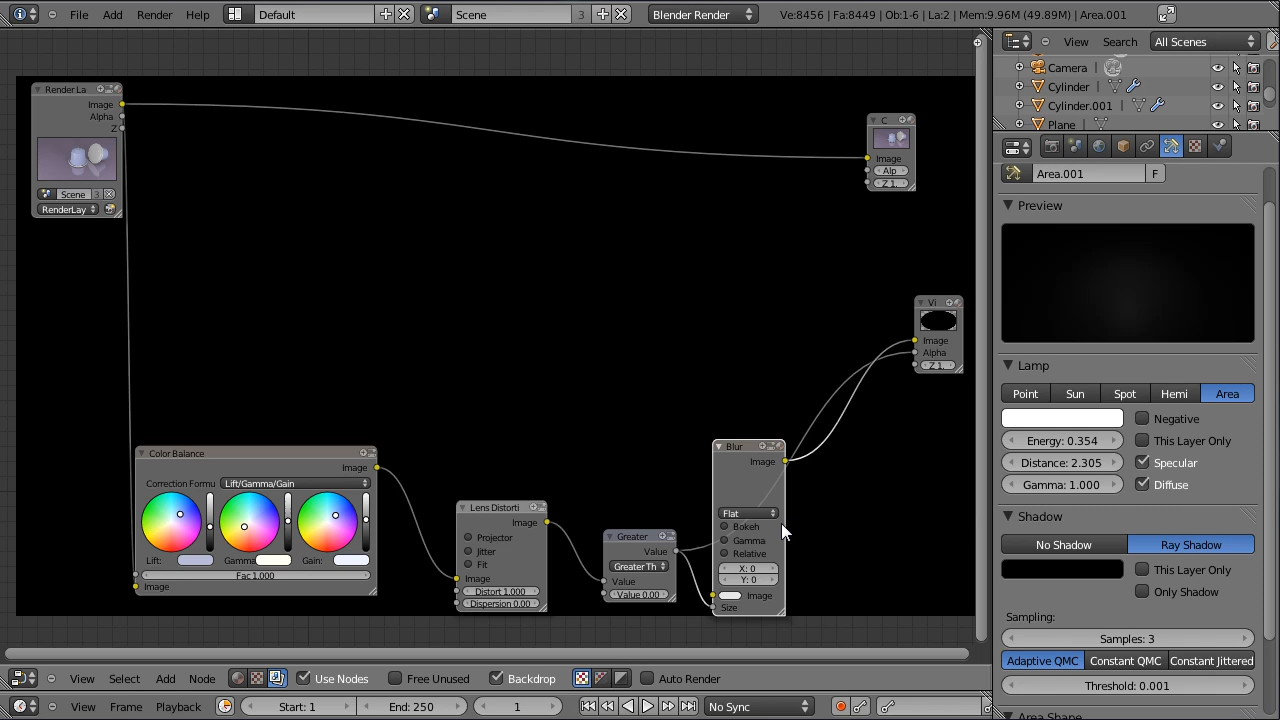 File Add Render Help Default Scene 3 Blender Render Ve:8456 | Fa:8449 | Ob:1-6 | La:2 | Mem:9.96M (49.89M) | Area.001
View Search All Scenes
Camera
Cylinder
Cylinder.001
Plane
Render La
Image
Alpha
Z
Scene 3
RenderLay
C
Image
Alp
Z 1.
Vi
Image
Alpha
Z 1.
Color Balance
Image
Correction Formu Lift/Gamma/Gain
Lift: Gamma Gain:
Fac 1.000
Image
Lens Distorti
Image
Projector
Jitter
Fit
Image
Distort 1.000
Dispersion 0.00
Greater
Value
Greater Th
Value
Value 0.00
Blur
Image
Flat
Bokeh
Gamma
Relative
X: 0
Y: 0
Image
Size
Area.001 F
Preview
Lamp
Point Sun Spot Hemi Area
Negative
Energy: 0.354 This Layer Only
Distance: 2.305 Specular
Gamma: 1.000 Diffuse
Shadow
No Shadow Ray Shadow
This Layer Only
Only Shadow
Sampling:
Samples: 3
Adaptive QMC Constant QMC Constant Jittered
Threshold: 0.001
Area Shape
View Select Add Node Use Nodes Free Unused Backdrop Auto Render
View Frame Playback Start: 1 End: 250 1 No Sync